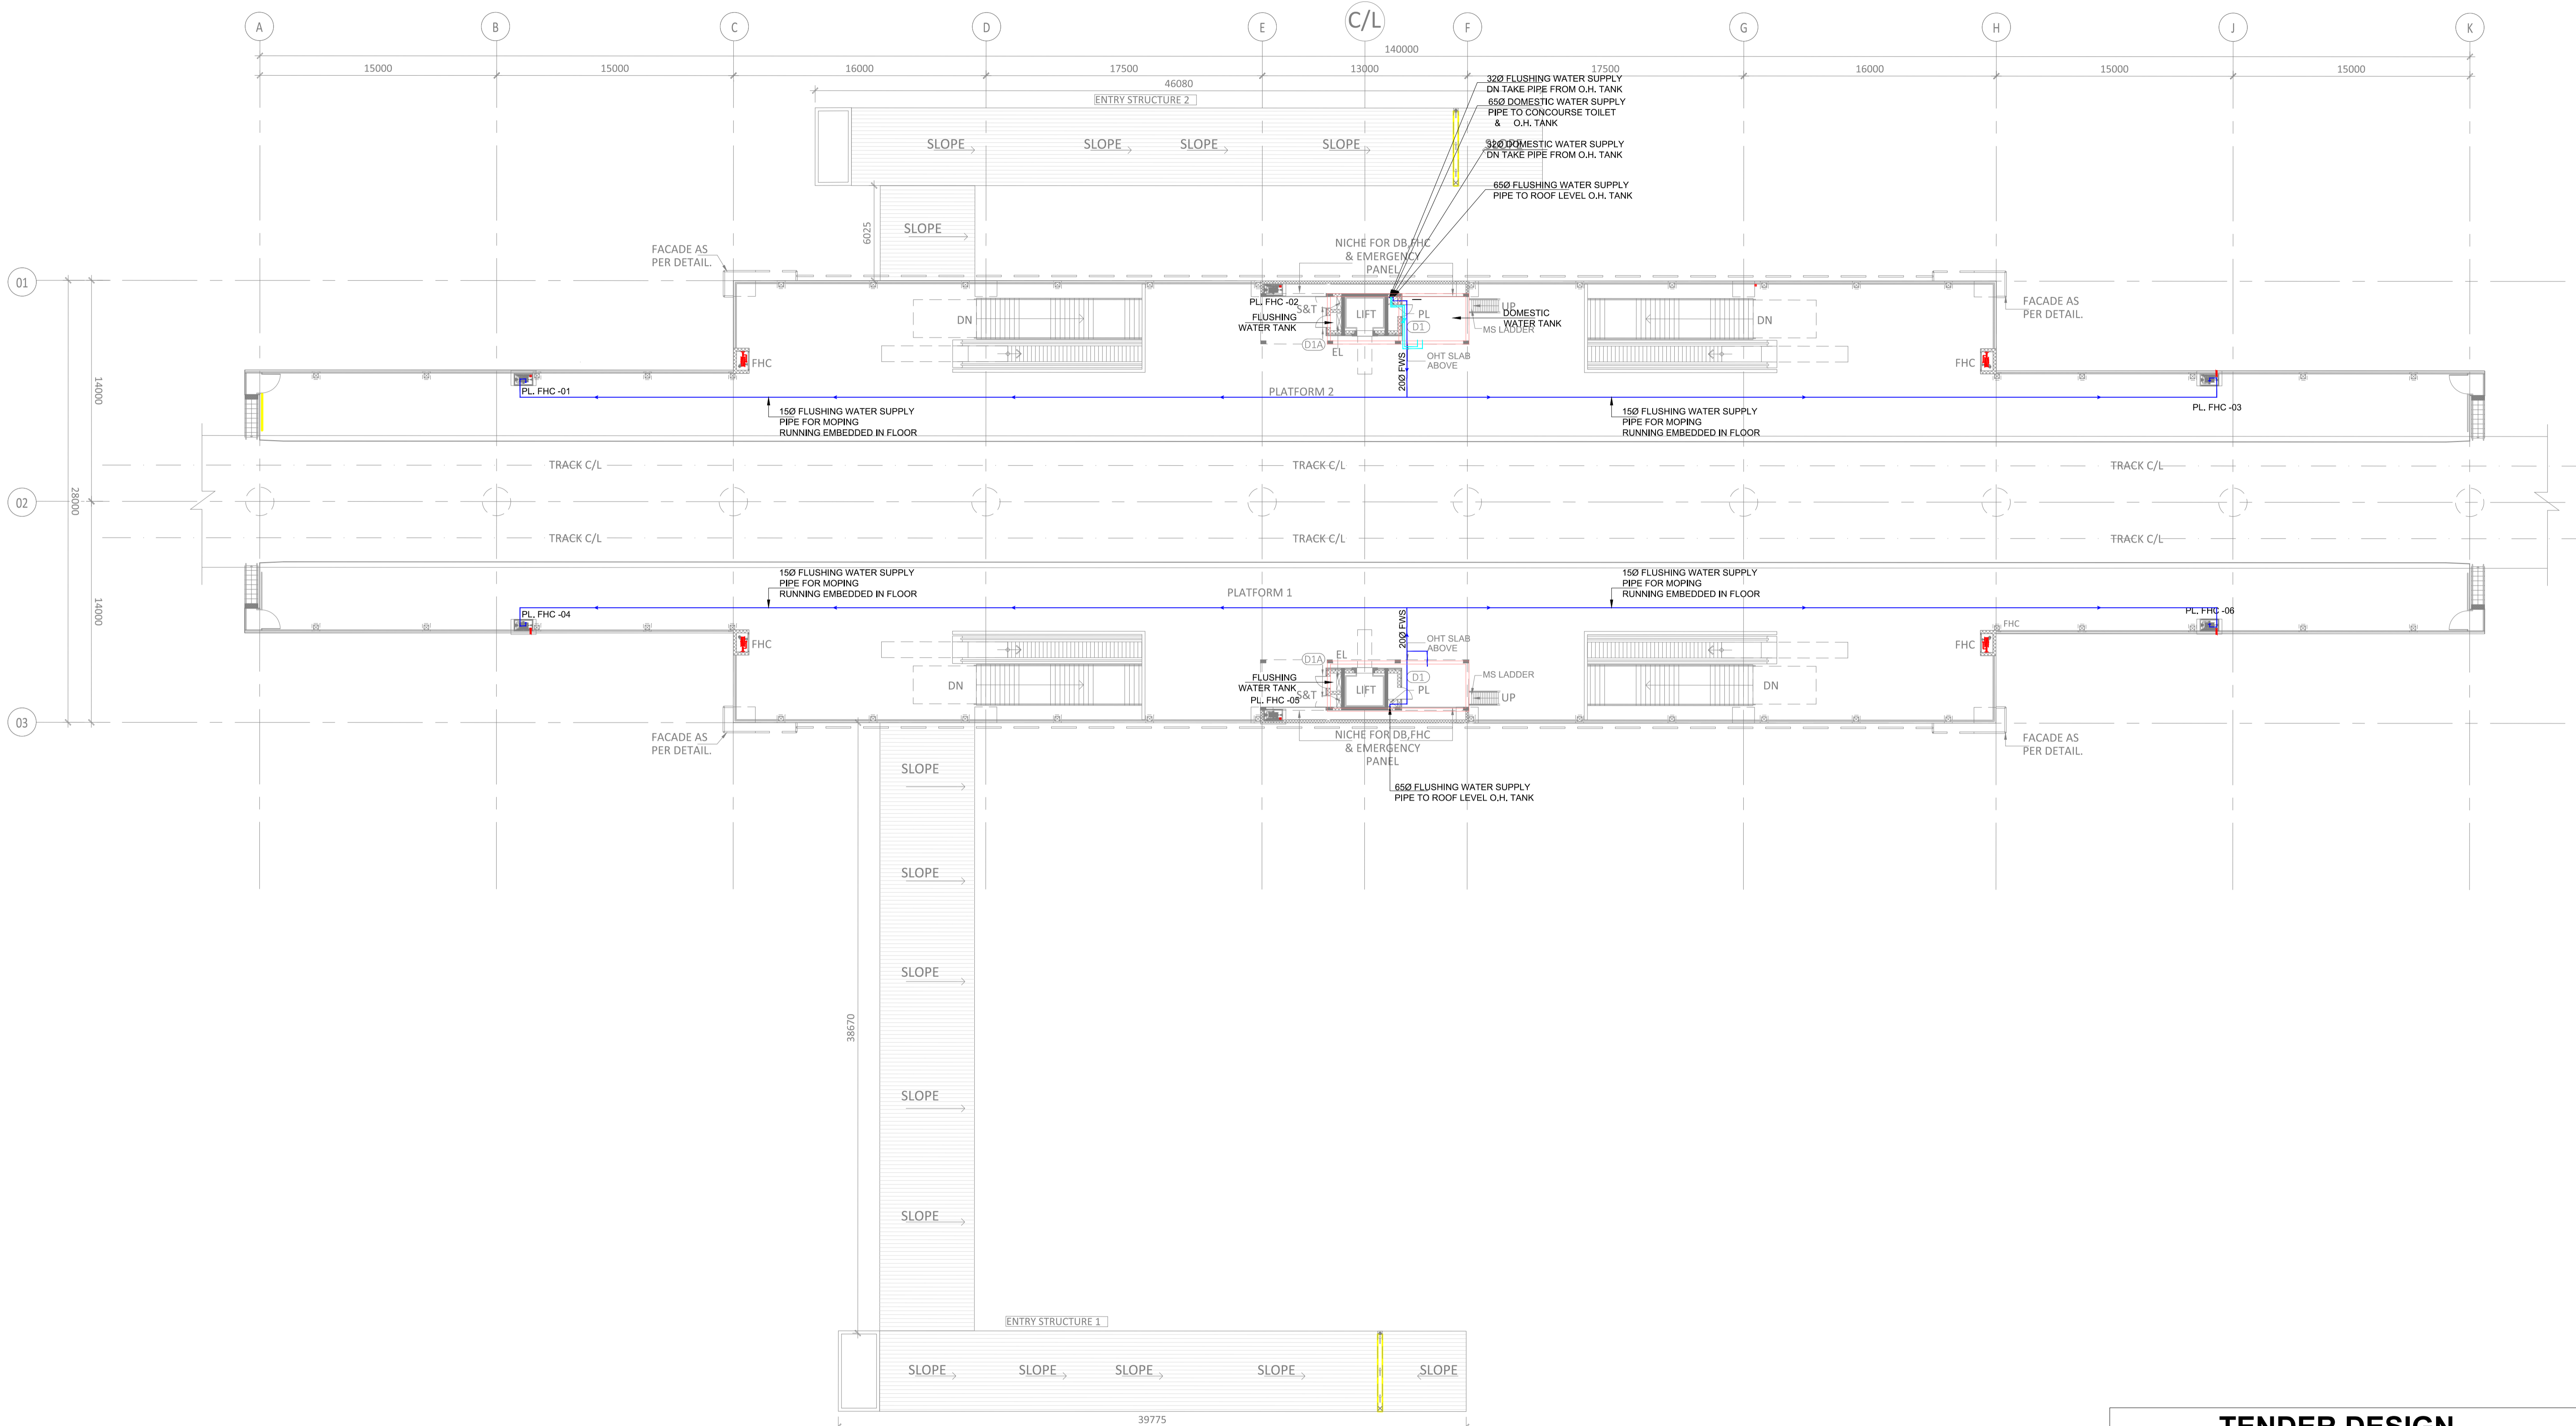 A B C D E C/L F G H J K
140000
15000 15000 16000 17500 13000 17500 16000 15000 15000
46080
ENTRY STRUCTURE 2
32Ø FLUSHING WATER SUPPLY
DN TAKE PIPE FROM O.H. TANK
65Ø DOMESTIC WATER SUPPLY
PIPE TO CONCOURSE TOILET
& O.H. TANK
SLOPE SLOPE SLOPE SLOPE SLOPE
32Ø DOMESTIC WATER SUPPLY
DN TAKE PIPE FROM O.H. TANK
65Ø FLUSHING WATER SUPPLY
PIPE TO ROOF LEVEL O.H. TANK
6025
SLOPE
FACADE AS
PER DETAIL.
NICHE FOR DB,FHC
& EMERGENCY
PANEL
01
PL. FHC -02
S&T
FLUSHING
WATER TANK
LIFT
PL
D1
UP
DOMESTIC
WATER TANK
MS LADDER
FACADE AS
PER DETAIL.
DN
DN
D1A
EL
OHT SLAB
ABOVE
FHC
FHC
20Ø FWS
14000
PL. FHC -01
PLATFORM 2
PL. FHC -03
15Ø FLUSHING WATER SUPPLY
PIPE FOR MOPING
RUNNING EMBEDDED IN FLOOR
15Ø FLUSHING WATER SUPPLY
PIPE FOR MOPING
RUNNING EMBEDDED IN FLOOR
TRACK C/L TRACK C/L TRACK C/L
28000
02
TRACK C/L TRACK C/L TRACK C/L
15Ø FLUSHING WATER SUPPLY
PIPE FOR MOPING
RUNNING EMBEDDED IN FLOOR
15Ø FLUSHING WATER SUPPLY
PIPE FOR MOPING
RUNNING EMBEDDED IN FLOOR
PLATFORM 1
14000
PL. FHC -04
PL. FHC -06
FHC
20Ø FWS
FHC
FHC
OHT SLAB
ABOVE
D1A
EL
FLUSHING
WATER TANK
S&T
PL. FHC -05
LIFT
D1
PL
MS LADDER
UP
DN
DN
03
FACADE AS
PER DETAIL.
NICHE FOR DB,FHC
& EMERGENCY
PANEL
FACADE AS
PER DETAIL.
SLOPE
65Ø FLUSHING WATER SUPPLY
PIPE TO ROOF LEVEL O.H. TANK
SLOPE
SLOPE
38670
SLOPE
SLOPE
ENTRY STRUCTURE 1
SLOPE SLOPE SLOPE SLOPE SLOPE
39775
TENDER DESIGN